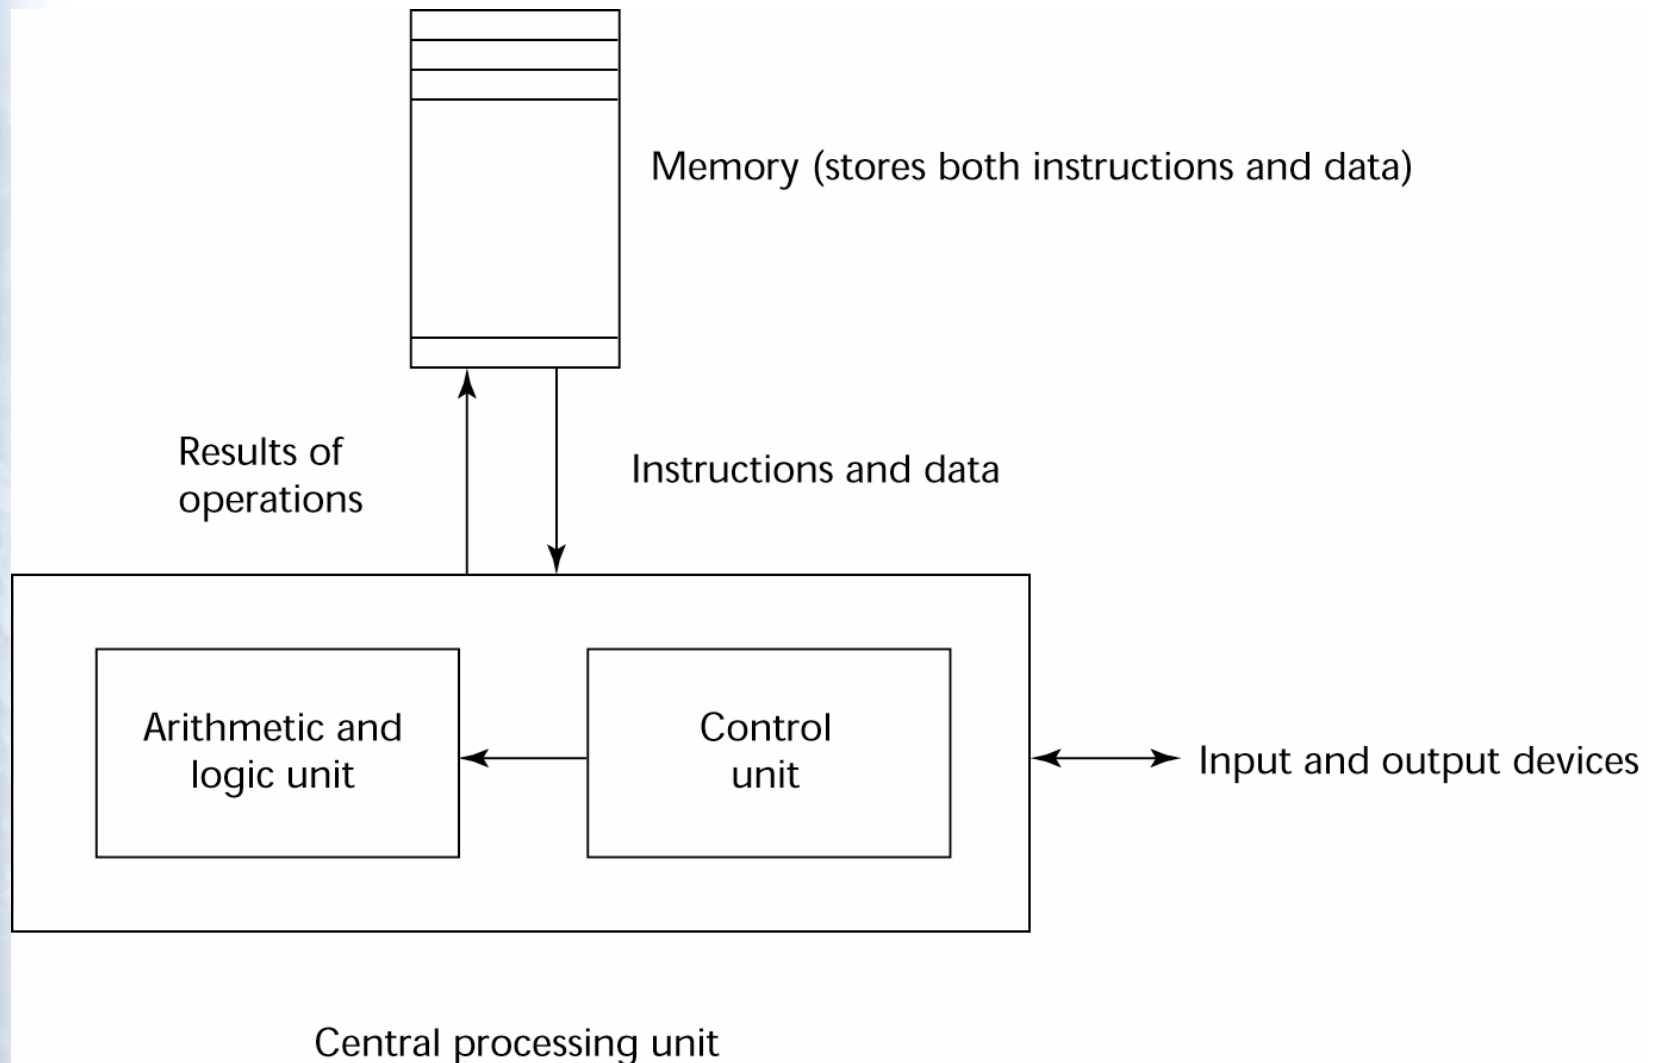 Memory (stores both instructions and data)
Results of
operations
Instructions and data
Arithmetic and
logic unit
Control
unit
Input and output devices
Central processing unit